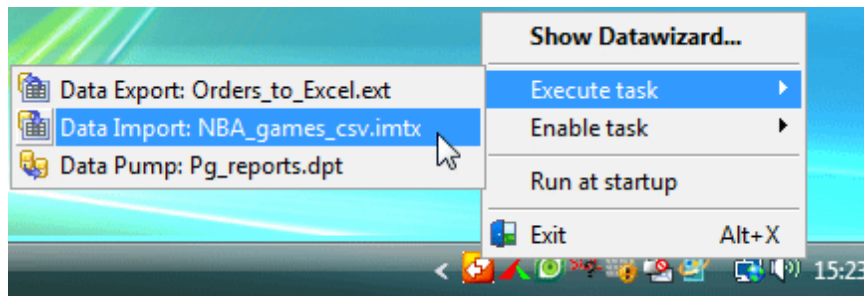 Show Datawizard...
Execute task
Data Export: Orders_to_Excel.ext
Data Import: NBA_games_csv.imtx
Data Pump: Pg_reports.dpt
Enable task
Run at startup
Exit Alt+X
< 15:23